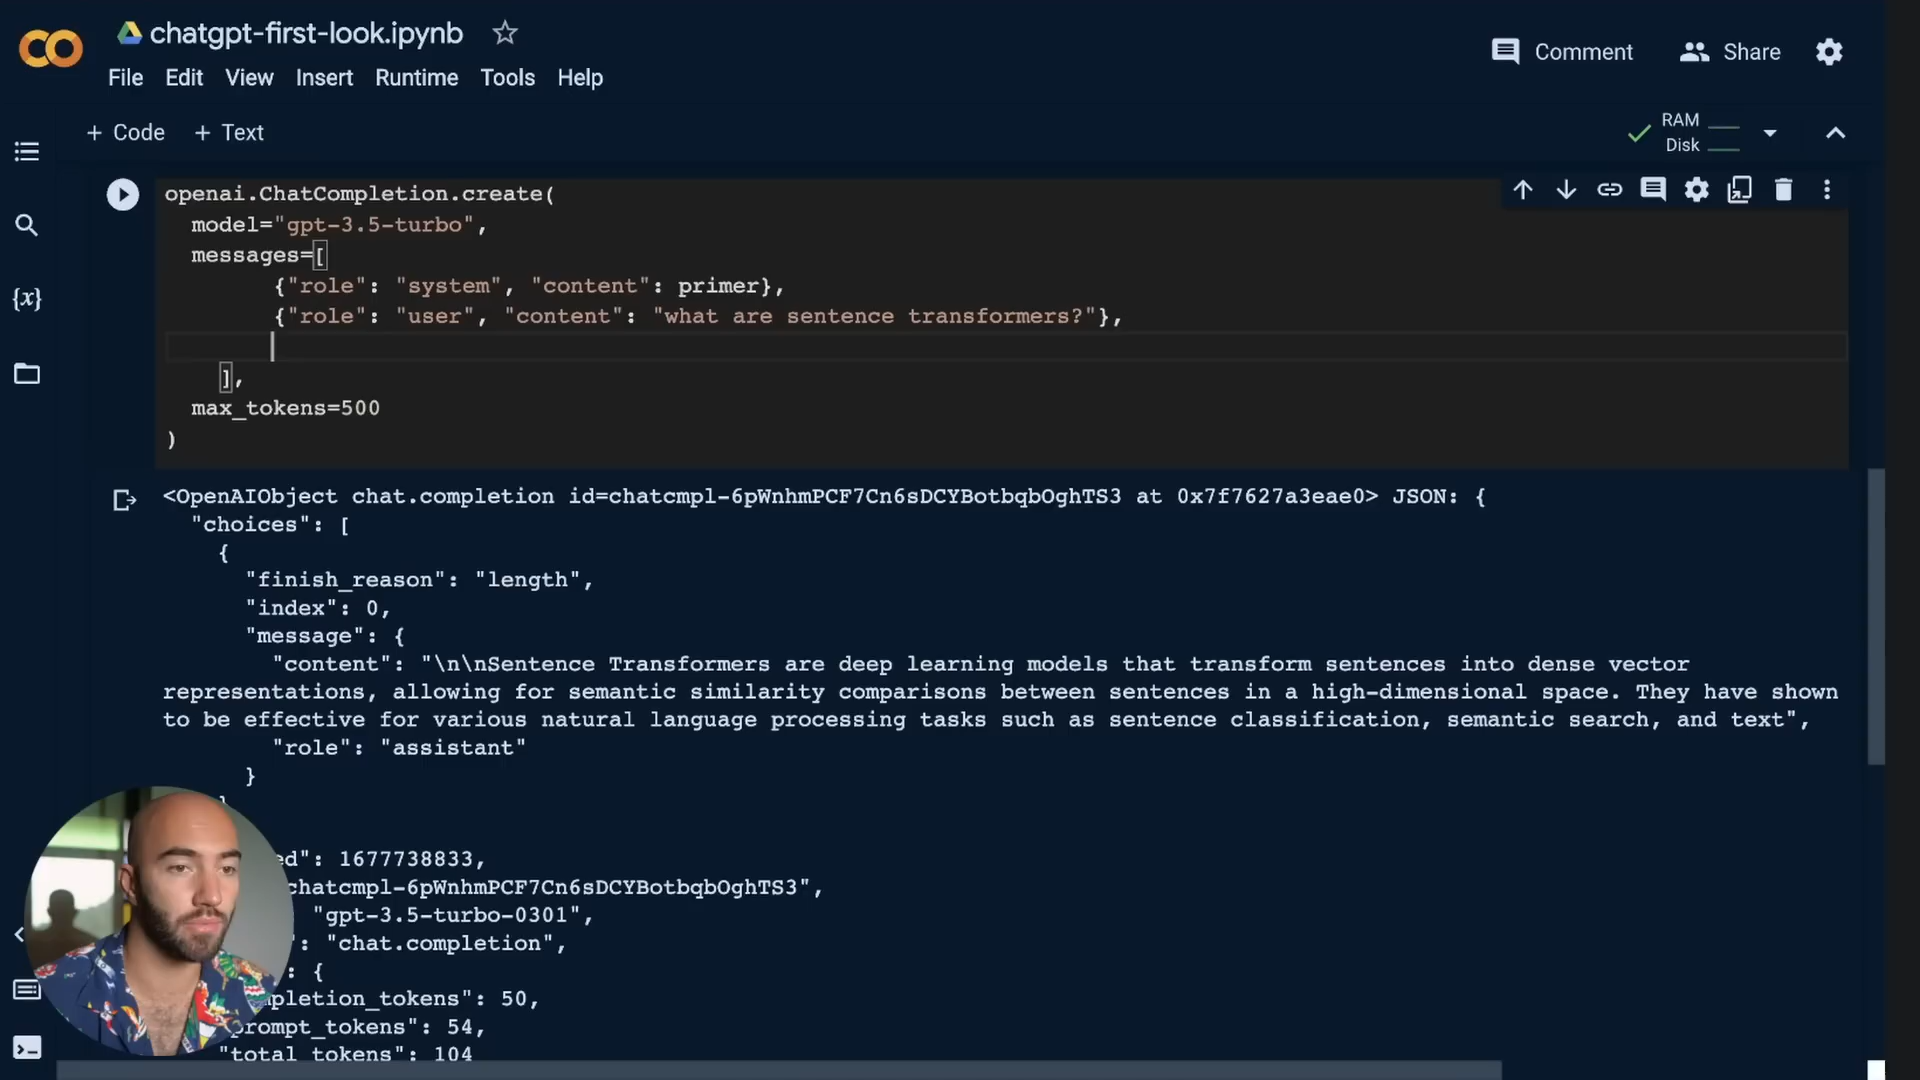 chatgpt-first-look.ipynb
Comment
Share
File Edit View Insert Runtime Tools Help
+ Code + Text
RAM
Disk
openai.ChatCompletion.create(
model="gpt-3.5-turbo",
messages=[
{"role": "system", "content": primer},
{"role": "user", "content": "what are sentence transformers?"},
],
max_tokens=500
)
{x}
<OpenAIObject chat.completion id=chatcmpl-6pWnhmPCF7Cn6sDCYBotbqbOghTS3 at 0x7f7627a3eae0> JSON: {
"choices": [
{
"finish_reason": "length",
"index": 0,
"message": {
"content": "\n\nSentence Transformers are deep learning models that transform sentences into dense vector
representations, allowing for semantic similarity comparisons between sentences in a high-dimensional space. They have shown
to be effective for various natural language processing tasks such as sentence classification, semantic search, and text",
"role": "assistant"
}
ed": 1677738833,
chatcmpl-6pWnhmPCF7Cn6sDCYBotbqbOghTS3",
"gpt-3.5-turbo-0301",
": "chat.completion",
: {
mpletion_tokens": 50,
prompt_tokens": 54,
"total_tokens": 104